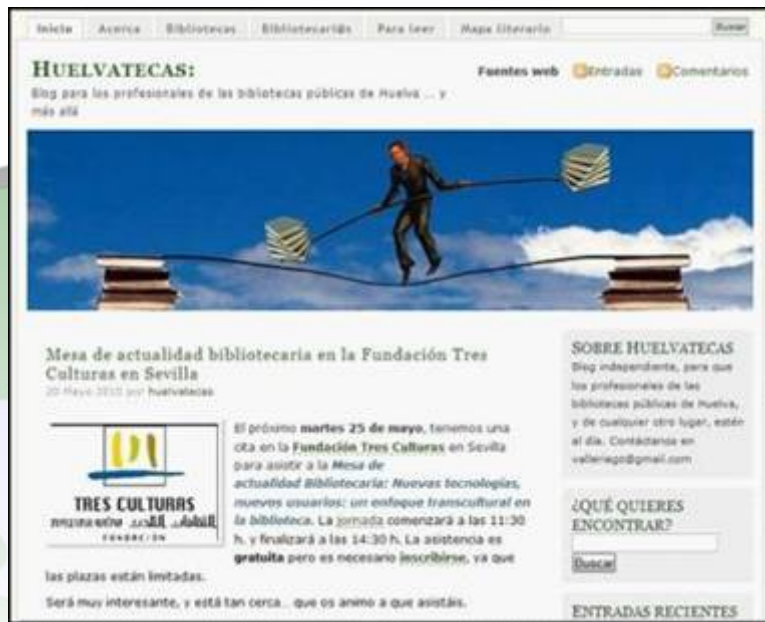 Inicio Acerca Bibliotecas Bibliotecari@s Para leer Mapa literario Buscar
HUELVATECAS:
Fuentes web Entradas Comentarios
Blog para los profesionales de las bibliotecas públicas de Huelva ... y
más allá
Mesa de actualidad bibliotecaria en la Fundación Tres
Culturas en Sevilla
20 Mayo 2010 por huelvatecas
TRES CULTURAS
FUNDACIÓN
El próximo martes 25 de mayo, tenemos una
cita en la Fundación Tres Culturas en Sevilla
para asistir a la Mesa de
actualidad Bibliotecaria: Nuevas tecnologías,
nuevos usuarios: un enfoque transcultural en
la biblioteca. La jornada comenzará a las 11:30
h. y finalizará a las 14:30 h. La asistencia es
gratuita pero es necesario inscribirse, ya que
las plazas están limitadas.
Será muy interesante, y está tan cerca... que os animo a que asistáis.
SOBRE HUELVATECAS
Blog independiente, para que
los profesionales de las
bibliotecas públicas de Huelva,
y de cualquier otro lugar, estén
al día. Contáctanos en
valleriego@gmail.com
¿QUÉ QUIERES
ENCONTRAR?
Buscar
ENTRADAS RECIENTES